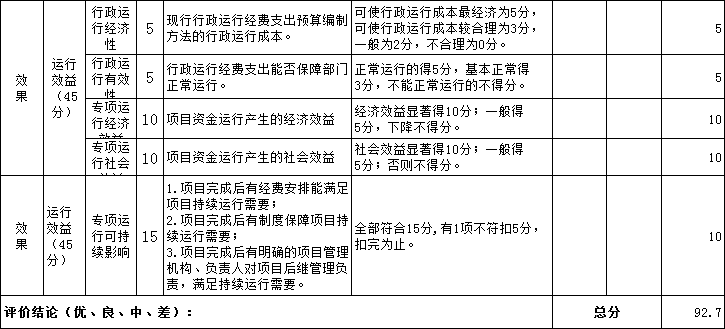 效果
运行效益（45分）
行政运行经济性
5
现行行政运行经费支出预算编制
方法的行政运行成本。
可使行政运行成本最经济为5分，
可使行政运行成本较合理为3分，
一般为2分，不合理为0分。
5
行政运行有效性
5
行政运行经费支出能否保障部门
正常运行。
正常运行的得5分，基本正常得
3分，不能正常运行的不得分。
5
专项运行经济效益
10
项目资金运行产生的经济效益
经济效益显著得10分；一般得
5分，下降不得分。
10
专项运行社会
10
项目资金运行产生的社会效益
社会效益显著得10分；一般得
5分；否则不得分。
10
效果
运行效益（45分）
专项运行可持续影响
15
1.项目完成后有经费安排能满足
项目持续运行需要；
2.项目完成后有制度保障项目持
续运行需要；
3.项目完成后有明确的项目管理
机构、负责人对项目后继管理负
责，满足持续运行需要。
全部符合15分,有1项不符扣5分，
扣完为止。
10
评价结论（优、良、中、差）：
总分
92.7